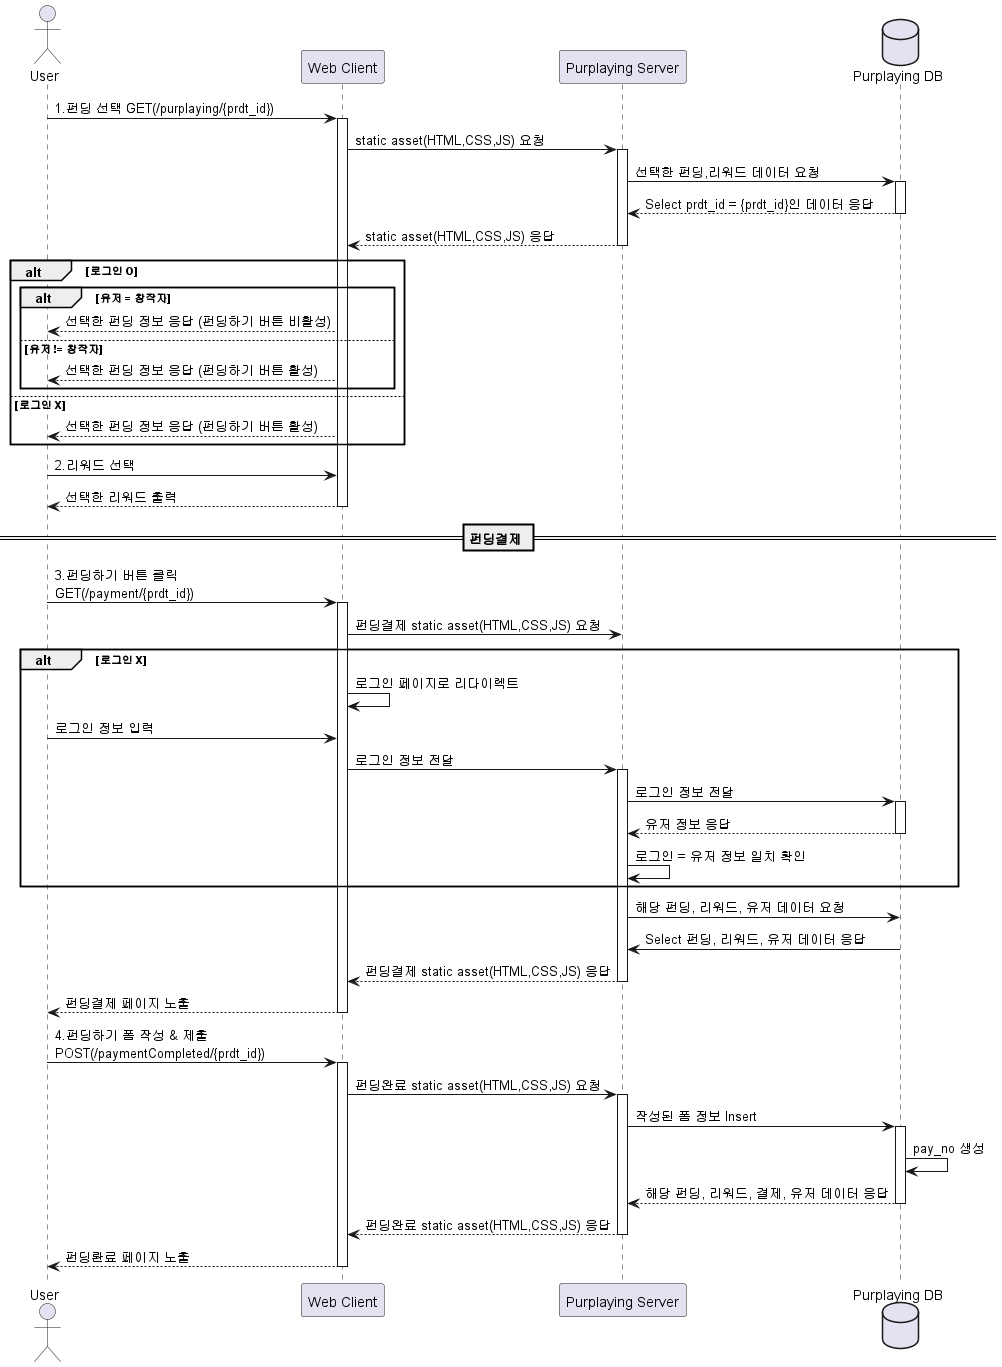 User
Web Client
Purplaying Server
Purplaying DB
1.펀딩 선택 GET(/purplaying/{prdt_id})
static asset(HTML,CSS,JS) 요청
선택한 펀딩,리워드 데이터 요청
Select prdt_id = {prdt_id}인 데이터 응답
static asset(HTML,CSS,JS) 응답
alt [로그인 O]
alt [유저 = 창작자]
선택한 펀딩 정보 응답 (펀딩하기 버튼 비활성)
[유저 != 창작자]
선택한 펀딩 정보 응답 (펀딩하기 버튼 활성)
[로그인 X]
선택한 펀딩 정보 응답 (펀딩하기 버튼 활성)
2.리워드 선택
선택한 리워드 출력
펀딩결제
3.펀딩하기 버튼 클릭
GET(/payment/{prdt_id})
펀딩결제 static asset(HTML,CSS,JS) 요청
alt [로그인 X]
로그인 페이지로 리다이렉트
로그인 정보 입력
로그인 정보 전달
로그인 정보 전달
유저 정보 응답
로그인 = 유저 정보 일치 확인
해당 펀딩, 리워드, 유저 데이터 요청
Select 펀딩, 리워드, 유저 데이터 응답
펀딩결제 static asset(HTML,CSS,JS) 응답
펀딩결제 페이지 노출
4.펀딩하기 폼 작성 & 제출
POST(/paymentCompleted/{prdt_id})
펀딩완료 static asset(HTML,CSS,JS) 요청
작성된 폼 정보 Insert
pay_no 생성
해당 펀딩, 리워드, 결제, 유저 데이터 응답
펀딩완료 static asset(HTML,CSS,JS) 응답
펀딩완료 페이지 노출
User
Web Client
Purplaying Server
Purplaying DB